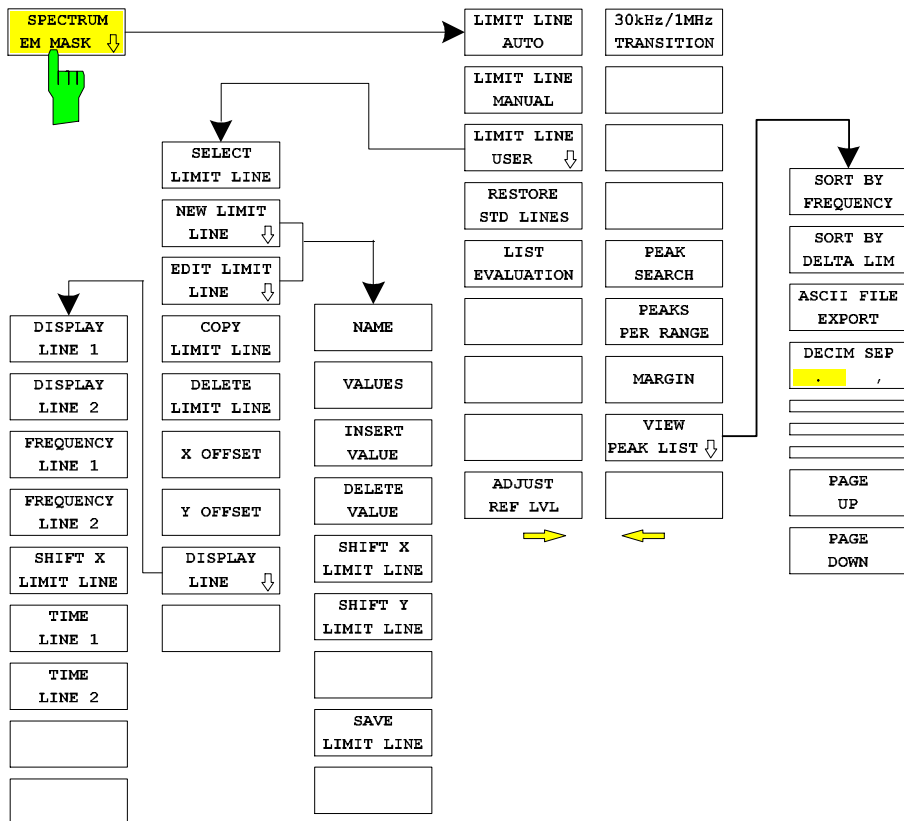 SPECTRUM
EM MASK
LIMIT LINE
AUTO
LIMIT LINE
MANUAL
LIMIT LINE
USER
RESTORE
STD LINES
LIST
EVALUATION
ADJUST
REF LVL
30kHz/1MHz
TRANSITION
PEAK
SEARCH
PEAKS
PER RANGE
MARGIN
VIEW
PEAK LIST
SORT BY
FREQUENCY
SORT BY
DELTA LIM
ASCII FILE
EXPORT
DECIM SEP
. ,
PAGE
UP
PAGE
DOWN
SELECT
LIMIT LINE
NEW LIMIT
LINE
EDIT LIMIT
LINE
COPY
LIMIT LINE
DELETE
LIMIT LINE
X OFFSET
Y OFFSET
DISPLAY
LINE
NAME
VALUES
INSERT
VALUE
DELETE
VALUE
SHIFT X
LIMIT LINE
SHIFT Y
LIMIT LINE
SAVE
LIMIT LINE
DISPLAY
LINE 1
DISPLAY
LINE 2
FREQUENCY
LINE 1
FREQUENCY
LINE 2
SHIFT X
LIMIT LINE
TIME
LINE 1
TIME
LINE 2